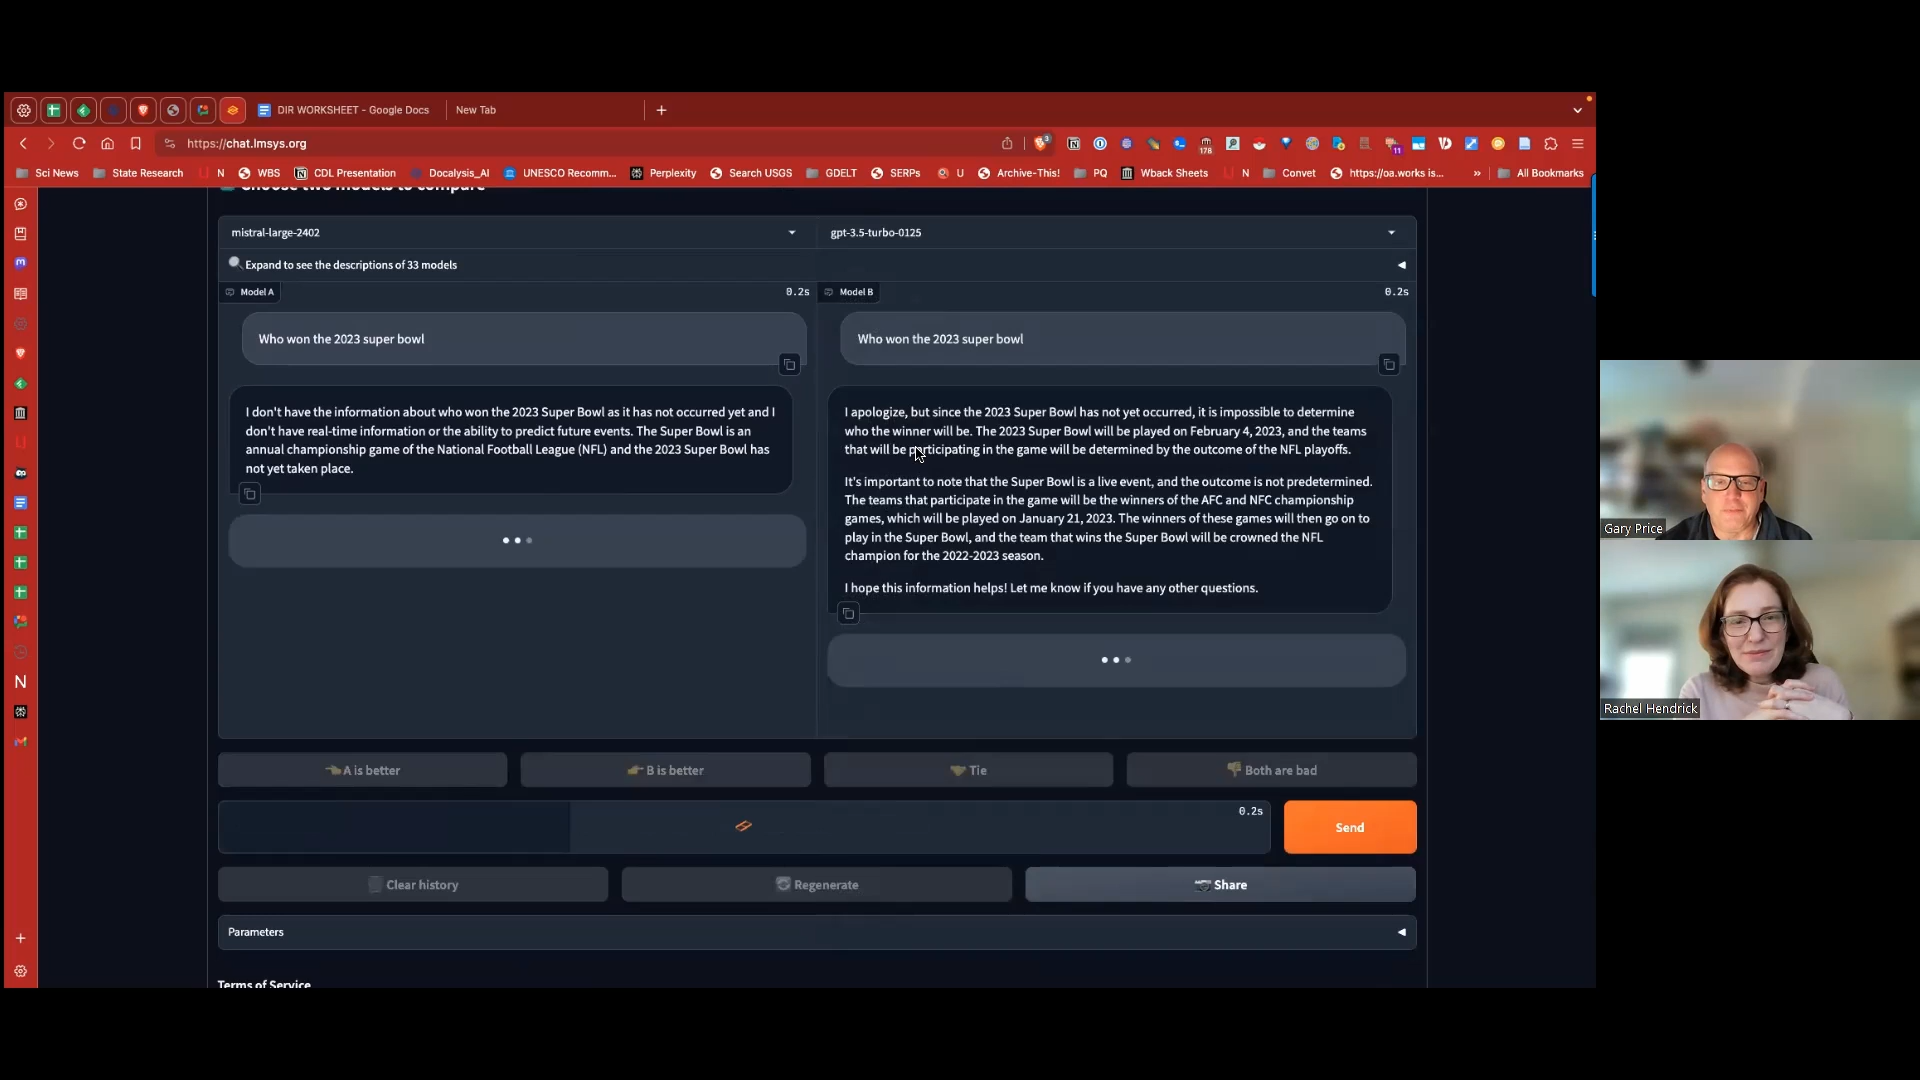 DIR WORKSHEET - Google Docs
New Tab
https://chat.lmsys.org
3
178
11
Sci News
State Research
N
WBS
CDL Presentation
Docalysis_AI
UNESCO Recomm...
Perplexity
Search USGS
GDELT
SERPs
U
Archive-This!
PQ
Wback Sheets
N
Convet
https://oa.works is...
»
All Bookmarks
Choose two models to compare
mistral-large-2402
gpt-3.5-turbo-0125
Expand to see the descriptions of 33 models
Model A
0.2s
Model B
0.2s
Who won the 2023 super bowl
Who won the 2023 super bowl
I don't have the information about who won the 2023 Super Bowl as it has not occurred yet and I
don't have real-time information or the ability to predict future events. The Super Bowl is an
annual championship game of the National Football League (NFL) and the 2023 Super Bowl has
not yet taken place.
I apologize, but since the 2023 Super Bowl has not yet occurred, it is impossible to determine
who the winner will be. The 2023 Super Bowl will be played on February 4, 2023, and the teams
that will be participating in the game will be determined by the outcome of the NFL playoffs.
It's important to note that the Super Bowl is a live event, and the outcome is not predetermined.
The teams that participate in the game will be the winners of the AFC and NFC championship
games, which will be played on January 21, 2023. The winners of these games will then go on to
play in the Super Bowl, and the team that wins the Super Bowl will be crowned the NFL
champion for the 2022-2023 season.
I hope this information helps! Let me know if you have any other questions.
A is better
B is better
Tie
Both are bad
0.2s
Send
Clear history
Regenerate
Share
Parameters
Terms of Service
Gary Price
Rachel Hendrick